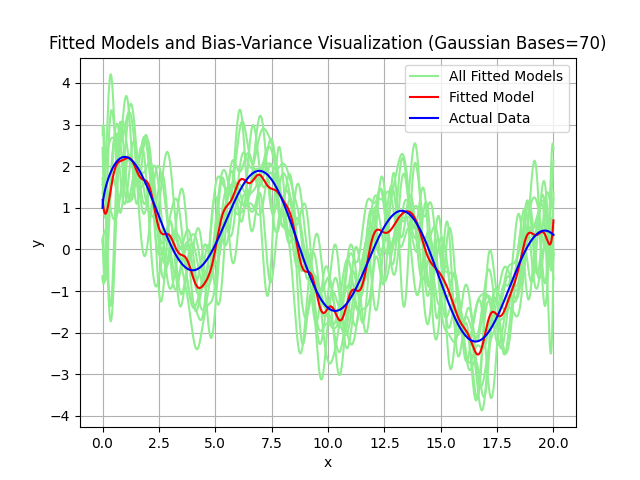 Fitted Models and Bias-Variance Visualization (Gaussian Bases=70)
All Fitted Models
Fitted Model
Actual Data
y
4
3
2
1
0
−1
−2
−3
−4
0.0 2.5 5.0 7.5 10.0 12.5 15.0 17.5 20.0
x